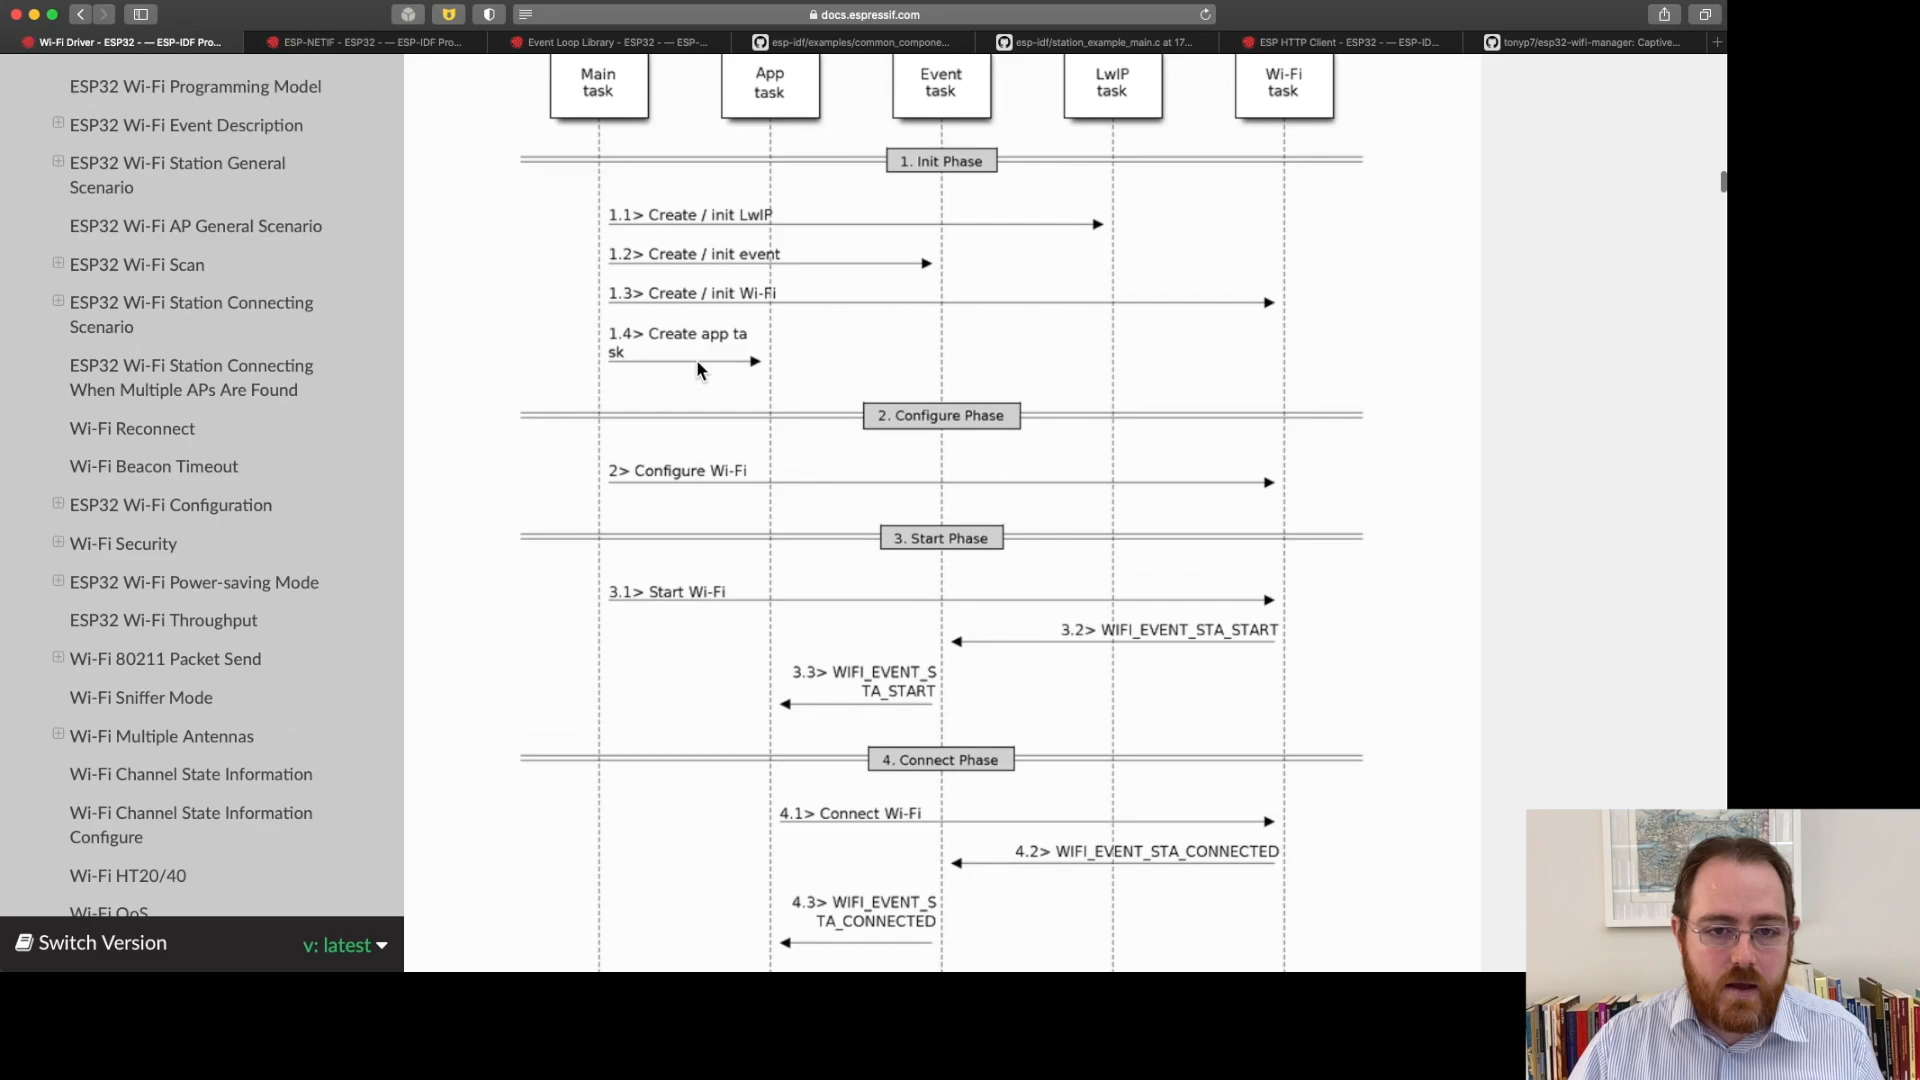 docs.espressif.com
Wi-Fi Driver - ESP32 - — ESP-IDF Pro...
ESP-NETIF - ESP32 - — ESP-IDF Pro...
Event Loop Library - ESP32 - — ESP-...
esp-idf/examples/common_compone...
esp-idf/station_example_main.c at 17...
ESP HTTP Client - ESP32 - — ESP-ID...
tonyp7/esp32-wifi-manager: Captive...
ESP32 Wi-Fi Programming Model
ESP32 Wi-Fi Event Description
ESP32 Wi-Fi Station General
Scenario
ESP32 Wi-Fi AP General Scenario
ESP32 Wi-Fi Scan
ESP32 Wi-Fi Station Connecting
Scenario
ESP32 Wi-Fi Station Connecting
When Multiple APs Are Found
Wi-Fi Reconnect
Wi-Fi Beacon Timeout
ESP32 Wi-Fi Configuration
Wi-Fi Security
ESP32 Wi-Fi Power-saving Mode
ESP32 Wi-Fi Throughput
Wi-Fi 80211 Packet Send
Wi-Fi Sniffer Mode
Wi-Fi Multiple Antennas
Wi-Fi Channel State Information
Wi-Fi Channel State Information
Configure
Wi-Fi HT20/40
Wi-Fi QoS
Switch Version
v: latest
Main
task
App
task
Event
task
LwIP
task
Wi-Fi
task
1. Init Phase
1.1> Create / init LwIP
1.2> Create / init event
1.3> Create / init Wi-Fi
1.4> Create app ta
sk
2. Configure Phase
2> Configure Wi-Fi
3. Start Phase
3.1> Start Wi-Fi
3.2> WIFI_EVENT_STA_START
3.3> WIFI_EVENT_S
TA_START
4. Connect Phase
4.1> Connect Wi-Fi
4.2> WIFI_EVENT_STA_CONNECTED
4.3> WIFI_EVENT_S
TA_CONNECTED